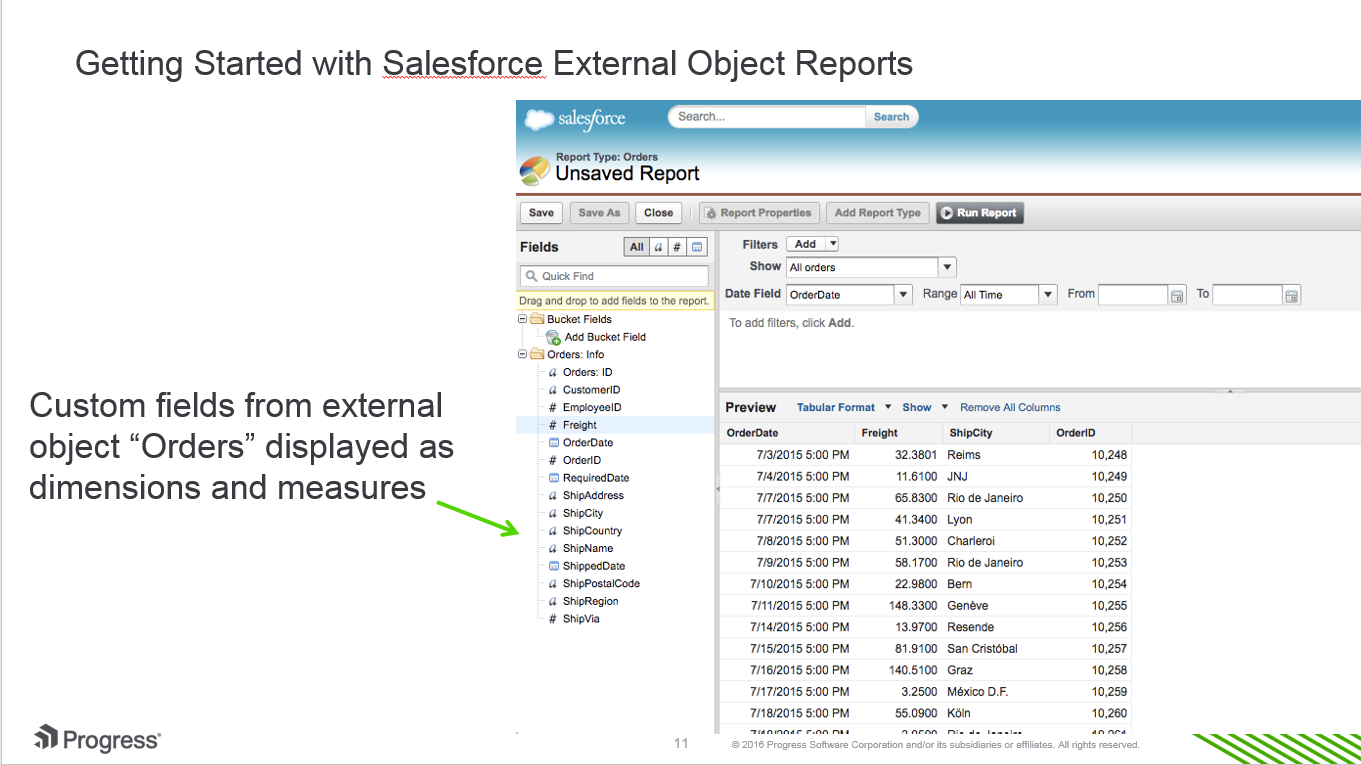 Getting Started with Salesforce External Object Reports
salesforce
Search...
Search
Report Type: Orders
Unsaved Report
Save
Save As
Close
Report Properties
Add Report Type
Run Report
Fields
All
a
#
Quick Find
Drag and drop to add fields to the report.
Bucket Fields
Add Bucket Field
Orders: Info
a Orders: ID
a CustomerID
# EmployeeID
# Freight
OrderDate
# OrderID
RequiredDate
a ShipAddress
a ShipCity
a ShipCountry
a ShipName
ShippedDate
a ShipPostalCode
a ShipRegion
# ShipVia
Filters Add
Show All orders
Date Field OrderDate Range All Time From To
To add filters, click Add.
Preview Tabular Format Show Remove All Columns
OrderDate Freight ShipCity OrderID
7/3/2015 5:00 PM 32.3801 Reims 10,248
7/4/2015 5:00 PM 11.6100 JNJ 10,249
7/7/2015 5:00 PM 65.8300 Rio de Janeiro 10,250
7/7/2015 5:00 PM 41.3400 Lyon 10,251
7/8/2015 5:00 PM 51.3000 Charleroi 10,252
7/9/2015 5:00 PM 58.1700 Rio de Janeiro 10,253
7/10/2015 5:00 PM 22.9800 Bern 10,254
7/11/2015 5:00 PM 148.3300 Genève 10,255
7/14/2015 5:00 PM 13.9700 Resende 10,256
7/15/2015 5:00 PM 81.9100 San Cristóbal 10,257
7/16/2015 5:00 PM 140.5100 Graz 10,258
7/17/2015 5:00 PM 3.2500 México D.F. 10,259
7/18/2015 5:00 PM 55.0900 Köln 10,260
Custom fields from external
object “Orders” displayed as
dimensions and measures
Progress
11
© 2016 Progress Software Corporation and/or its subsidiaries or affiliates. All rights reserved.